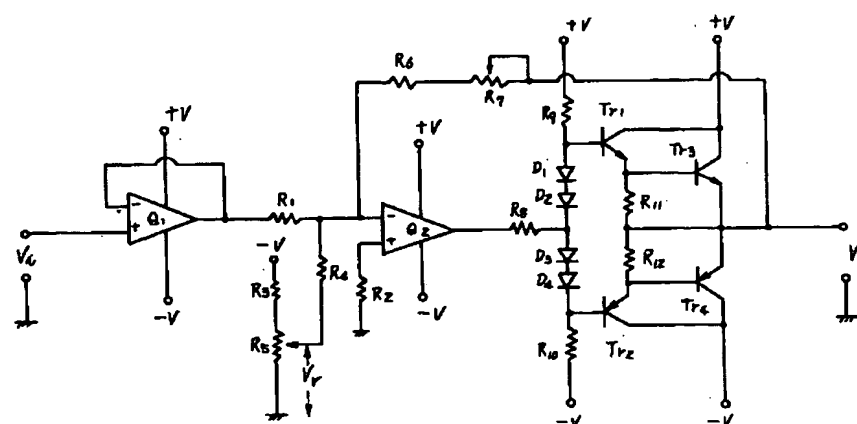 +V
+V
R6
R7
R9
Tr1
Tr3
+V
+V
D1
D2
R1
R8
R11
Q1
Q2
Vi
-V
R4
R2
R3
D3
D4
R12
V
-V
-V
R5
Vr
R10
Tr2
Tr4
-V
-V